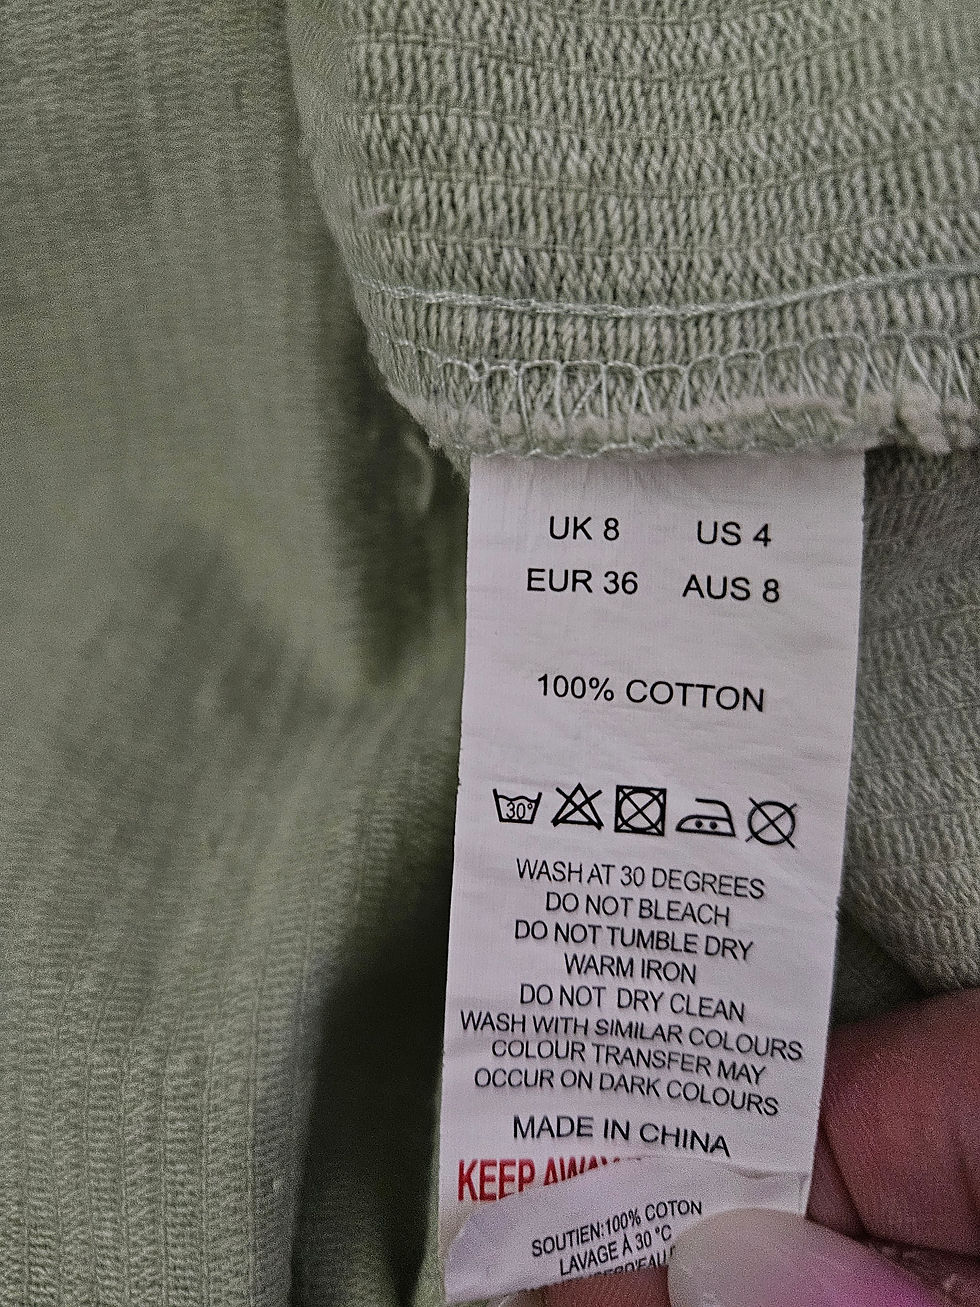 UK 8 US 4
EUR 36 AUS 8
100% COTTON
30°
WASH AT 30 DEGREES
DO NOT BLEACH
DO NOT TUMBLE DRY
WARM IRON
DO NOT DRY CLEAN
WASH WITH SIMILAR COLOURS
COLOUR TRANSFER MAY
OCCUR ON DARK COLOURS
MADE IN CHINA
KEEP AWAY
SOUTIEN:100% COTON
LAVAGE À 30 °C